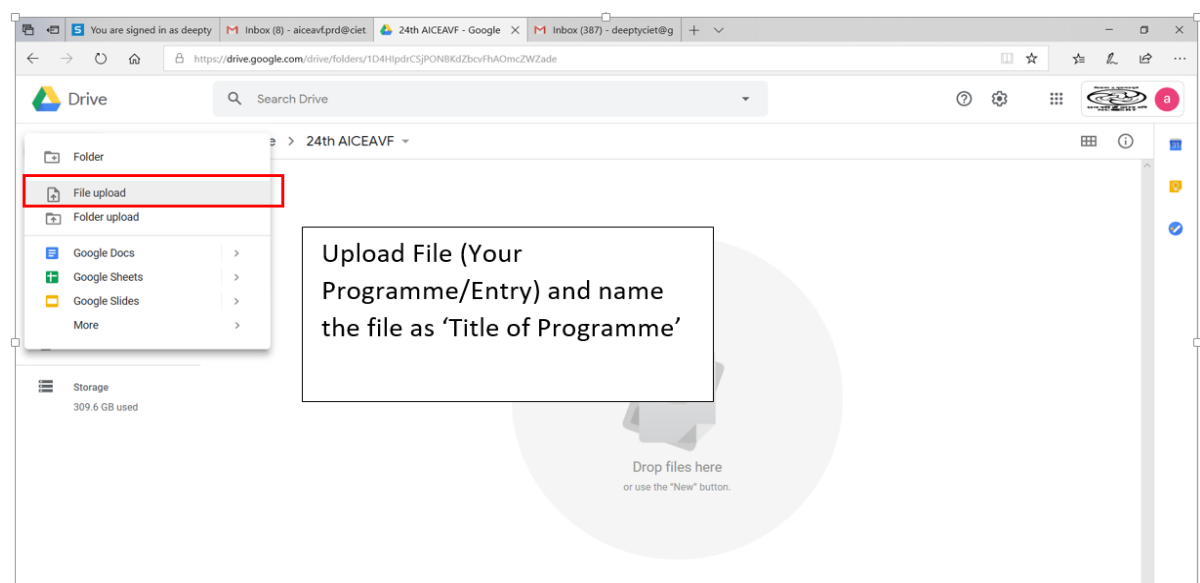 You are signed in as deepty
Inbox (8) - aiceavf.prd@ciet
24th AICEAVF - Google
Inbox (387) - deeptyciet@g
https://drive.google.com/drive/folders/1D4HIpdrCSjPONBKdZbcvFhAOmcZWZade
Drive
Search Drive
a
e > 24th AICEAVF
31
Folder
File upload
Folder upload
Google Docs
Google Sheets
Google Slides
More
Upload File (Your
Programme/Entry) and name
the file as ‘Title of Programme’
Storage
309.6 GB used
Drop files here
or use the "New" button.